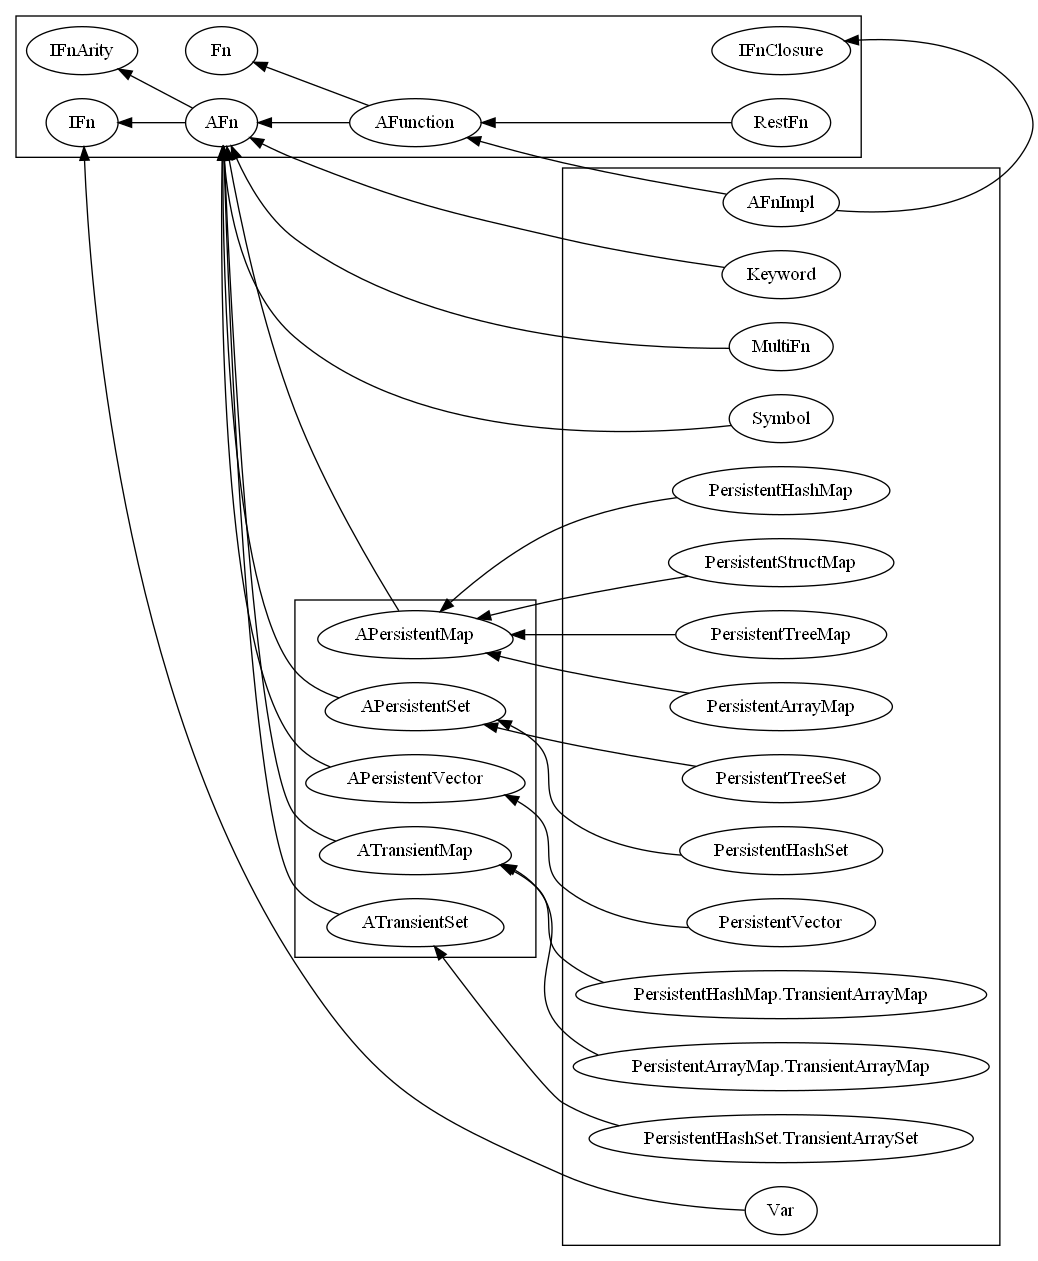 IFnArity
Fn
IFnClosure
IFn
AFn
AFunction
RestFn
AFnImpl
Keyword
MultiFn
Symbol
PersistentHashMap
PersistentStructMap
APersistentMap
PersistentTreeMap
APersistentSet
PersistentArrayMap
APersistentVector
PersistentTreeSet
ATransientMap
PersistentHashSet
ATransientSet
PersistentVector
PersistentHashMap.TransientArrayMap
PersistentArrayMap.TransientArrayMap
PersistentHashSet.TransientArraySet
Var